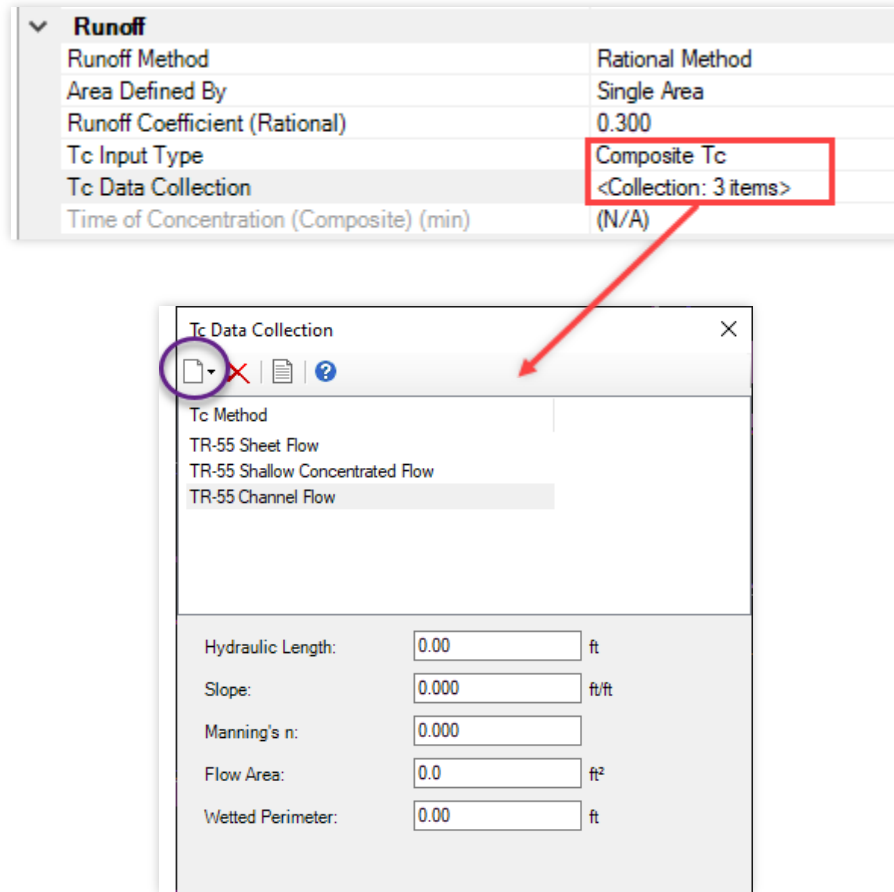 Runoff
Runoff Method Rational Method
Area Defined By Single Area
Runoff Coefficient (Rational) 0.300
Tc Input Type Composite Tc
Tc Data Collection <Collection: 3 items>
Time of Concentration (Composite) (min) (N/A)
Tc Data Collection
Tc Method
TR-55 Sheet Flow
TR-55 Shallow Concentrated Flow
TR-55 Channel Flow
Hydraulic Length: 0.00 ft
Slope: 0.000 ft/ft
Manning's n: 0.000
Flow Area: 0.0 ft²
Wetted Perimeter: 0.00 ft